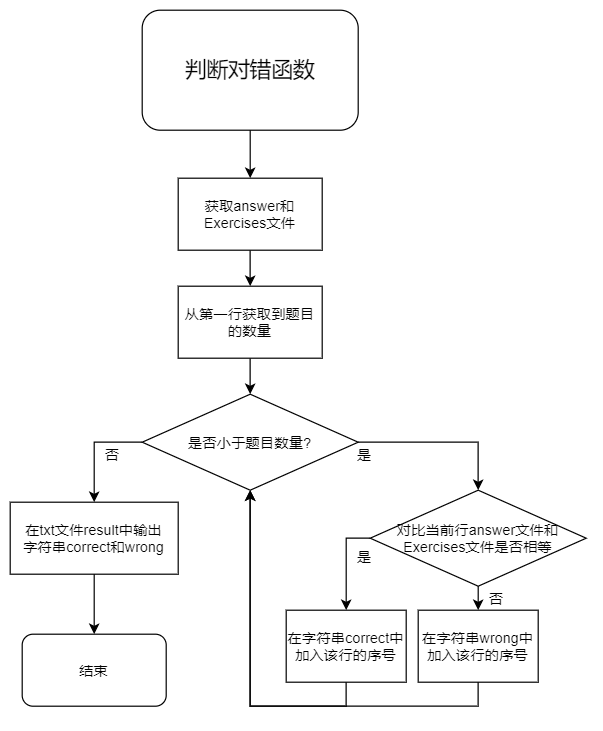 判断对错函数
获取answer和
Exercises文件
从第一行获取到题目
的数量
是否小于题目数量?
否
是
在txt文件result中输出
字符串correct和wrong
对比当前行answer文件和
Exercises文件是否相等
是
否
在字符串correct中
加入该行的序号
在字符串wrong中
加入该行的序号
结束